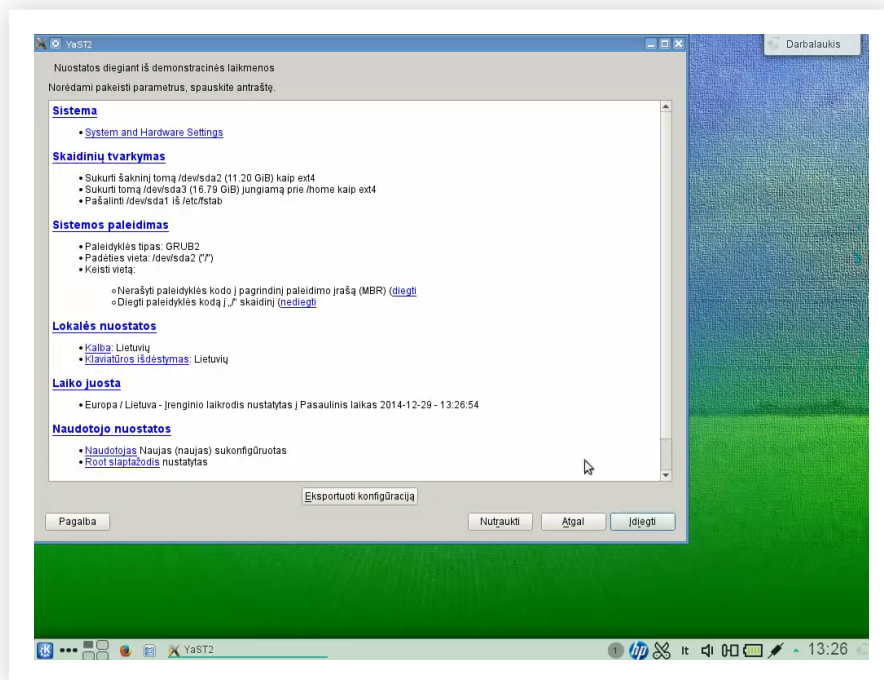 YaST2
Darbalaukis
Nuostatos diegiant iš demonstracinės laikmenos
Norėdami pakeisti parametrus, spauskite antraštę.
Sistema
• System and Hardware Settings
Skaidinių tvarkymas
• Sukurti šakninį tomą /dev/sda2 (11.20 GiB) kaip ext4
• Sukurti tomą /dev/sda3 (16.79 GiB) jungiamą prie /home kaip ext4
• Pašalinti /dev/sda1 iš /etc/fstab
Sistemos paleidimas
• Paleidyklės tipas: GRUB2
• Padėties vieta: /dev/sda2 ("/")
• Keisti vietą:
Nerašyti paleidyklės kodo į pagrindinį paleidimo įrašą (MBR) (diegti
Diegti paleidyklės kodą į „/“ skaidinį (nediegti
Lokalės nuostatos
• Kalba: Lietuvių
• Klaviatūros išdėstymas: Lietuvių
Laiko juosta
• Europa / Lietuva - Įrenginio laikrodis nustatytas į Pasaulinis laikas 2014-12-29 - 13:26:54
Naudotojo nuostatos
• Naudotojas Naujas (naujas) sukonfigūruotas
• Root slaptažodis nustatytas
Eksportuoti konfigūraciją
Pagalba
Nutraukti
Atgal
Įdiegti
YaST2
1
hp
lt
13:26